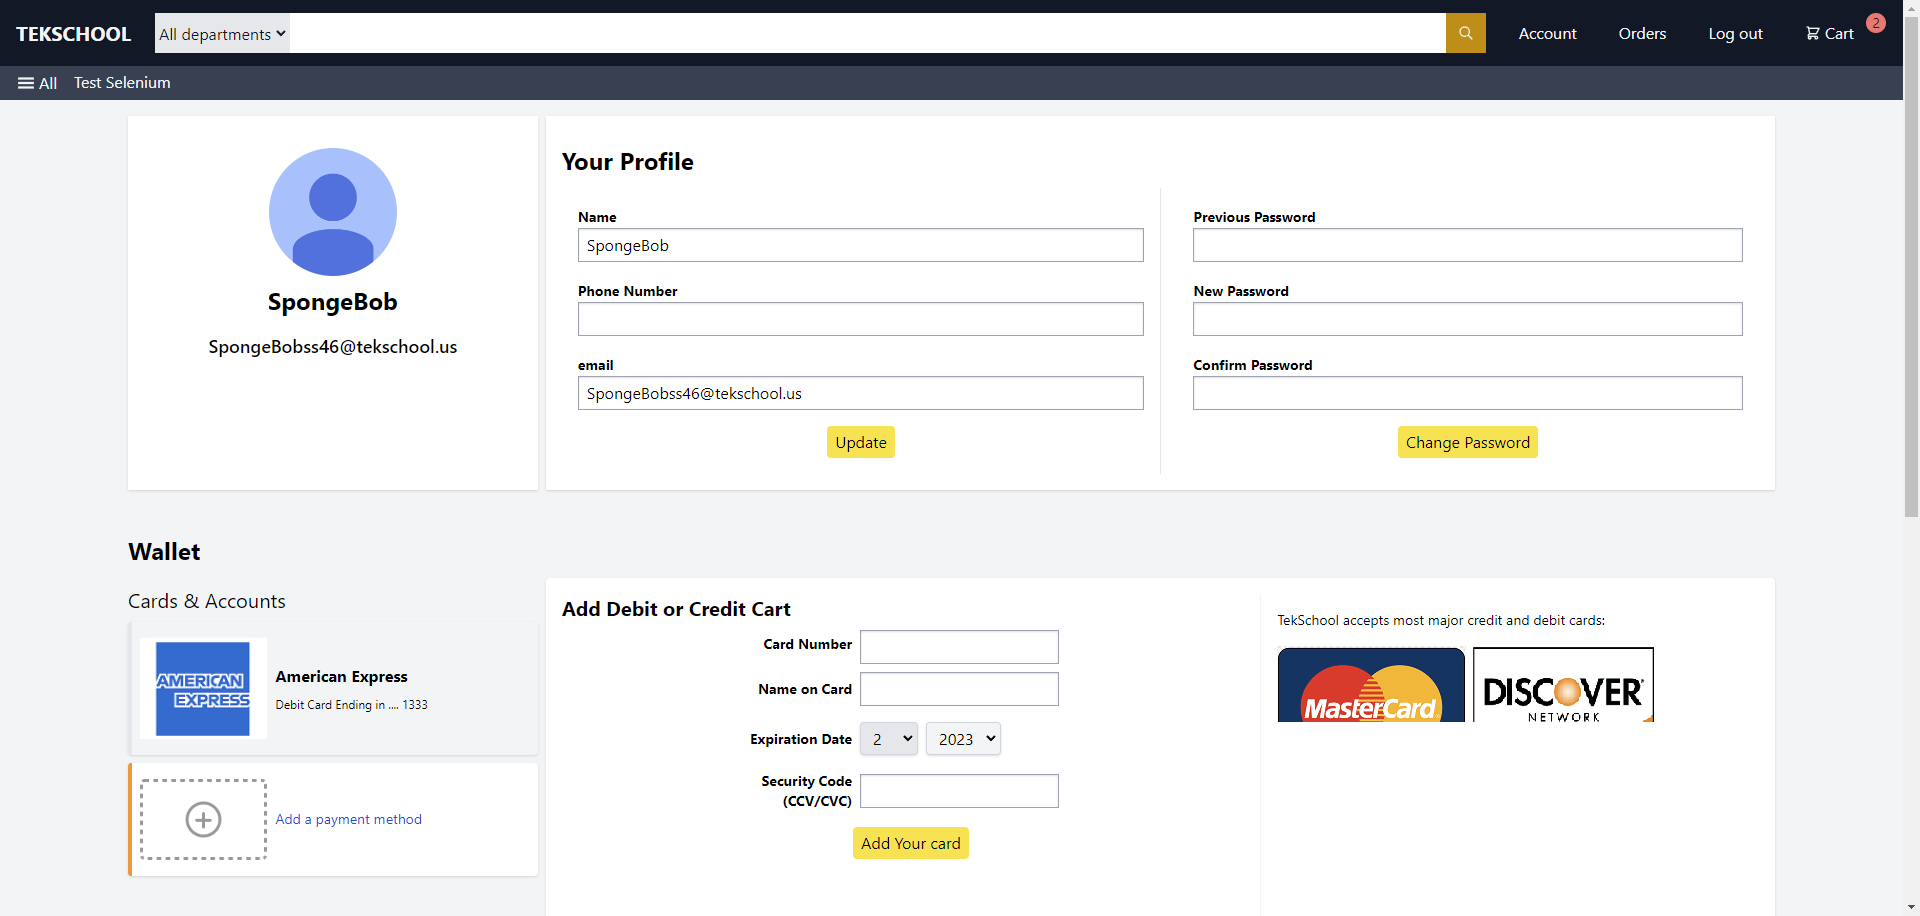 TEKSCHOOL
All departments
Account
Orders
Log out
Cart
2
All
Test Selenium
SpongeBob
SpongeBobss46@tekschool.us
Your Profile
Name
SpongeBob
Phone Number
email
SpongeBobss46@tekschool.us
Update
Previous Password
New Password
Confirm Password
Change Password
Wallet
Cards & Accounts
AMERICAN
EXPRESS
American Express
Debit Card Ending in .... 1333
Add a payment method
Add Debit or Credit Cart
Card Number
Name on Card
Expiration Date
2
2023
Security Code
(CCV/CVC)
Add Your card
TekSchool accepts most major credit and debit cards:
MasterCard
DISCOVER
NETWORK